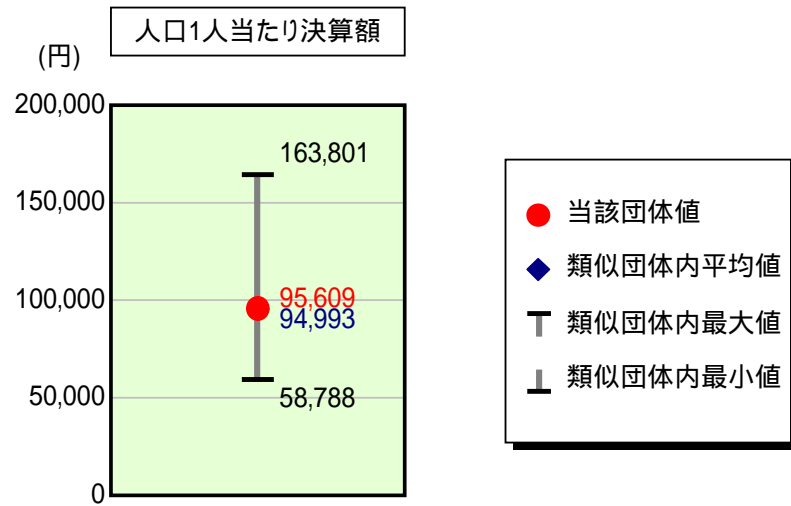 人口1人当たり決算額
(円)
200,000
150,000
100,000
50,000
0
163,801
95,609
94,993
58,788
当該団体値
類似団体内平均値
類似団体内最大値
類似団体内最小値